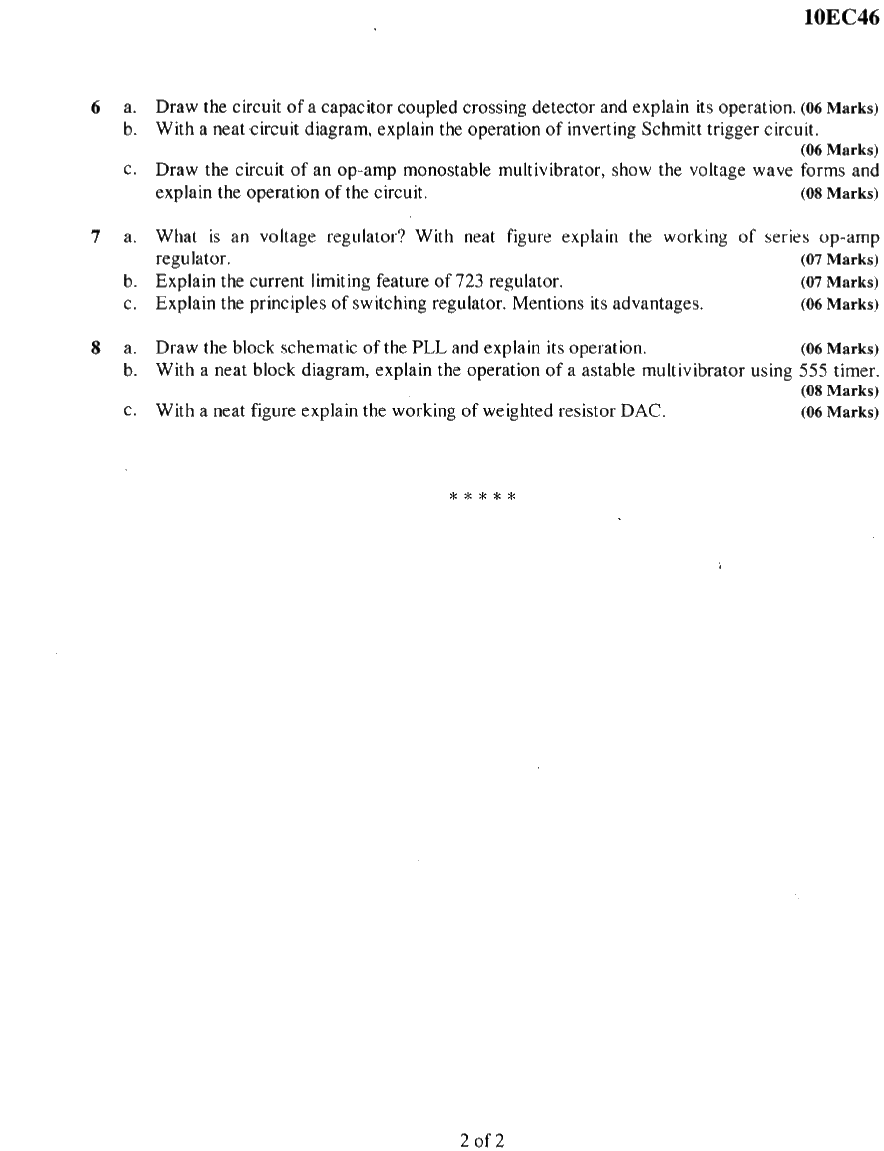 10EC46
6 a. Draw the circuit of a capacitor coupled crossing detector and explain its operation. (06 Marks)
b. With a neat circuit diagram, explain the operation of inverting Schmitt trigger circuit.
(06 Marks)
c. Draw the circuit of an op-amp monostable multivibrator, show the voltage wave forms and
explain the operation of the circuit. (08 Marks)
7 a. What is an voltage regulator? With neat figure explain the working of series op-amp
regulator. (07 Marks)
b. Explain the current limiting feature of 723 regulator. (07 Marks)
c. Explain the principles of switching regulator. Mentions its advantages. (06 Marks)
8 a. Draw the block schematic of the PLL and explain its operation. (06 Marks)
b. With a neat block diagram, explain the operation of a astable multivibrator using 555 timer.
(08 Marks)
c. With a neat figure explain the working of weighted resistor DAC. (06 Marks)
* * * * *
2 of 2